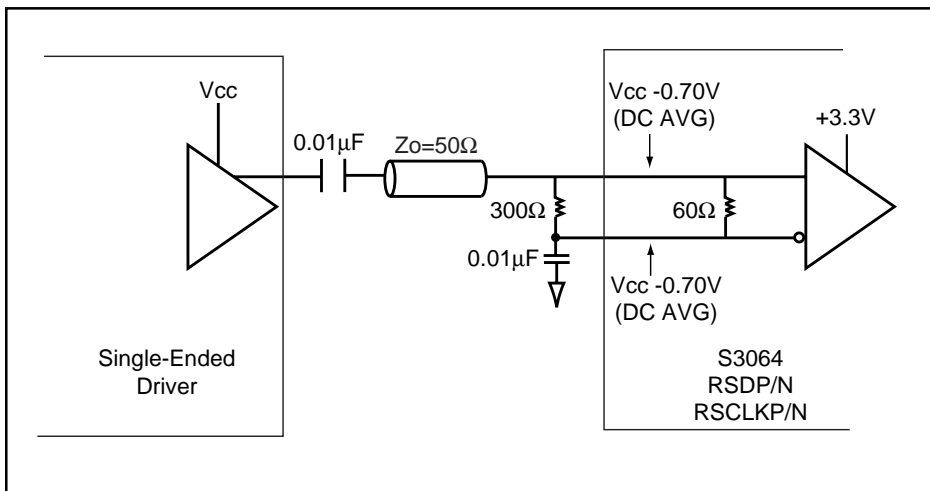 Vcc
0.01µF
Zo=50Ω
Vcc -0.70V
(DC AVG)
+3.3V
300Ω
60Ω
0.01µF
Vcc -0.70V
(DC AVG)
Single-Ended
Driver
S3064
RSDP/N
RSCLKP/N